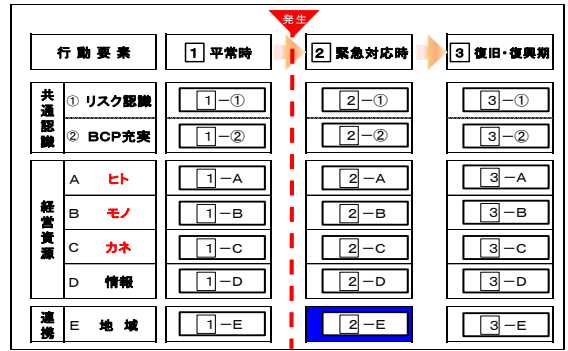 発生
行動要素 1 平常時 2 緊急対応時 3 復旧・復興期
共通認識
① リスク認識 1－① 2－① 3－①
② BCP充実 1－② 2－② 3－②
経営資源
A ヒト 1－A 2－A 3－A
B モノ 1－B 2－B 3－B
C カネ 1－C 2－C 3－C
D 情報 1－D 2－D 3－D
連携
E 地域 1－E 2－E 3－E